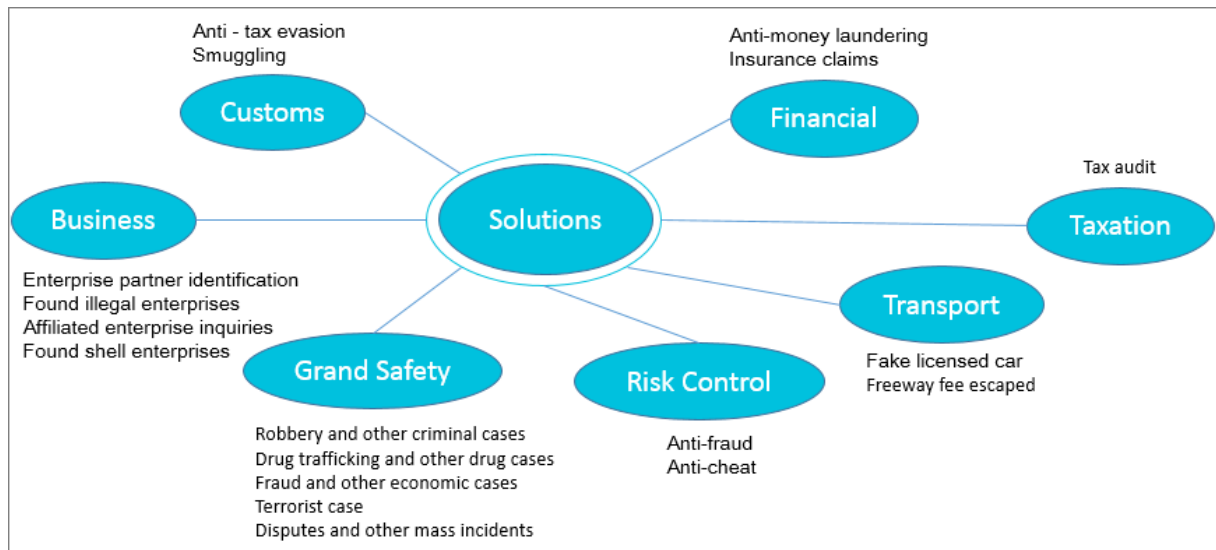 Anti - tax evasion
Smuggling
Customs
Anti-money laundering
Insurance claims
Financial
Tax audit
Taxation
Business
Solutions
Enterprise partner identification
Found illegal enterprises
Affiliated enterprise inquiries
Found shell enterprises
Transport
Fake licensed car
Freeway fee escaped
Grand Safety
Robbery and other criminal cases
Drug trafficking and other drug cases
Fraud and other economic cases
Terrorist case
Disputes and other mass incidents
Risk Control
Anti-fraud
Anti-cheat